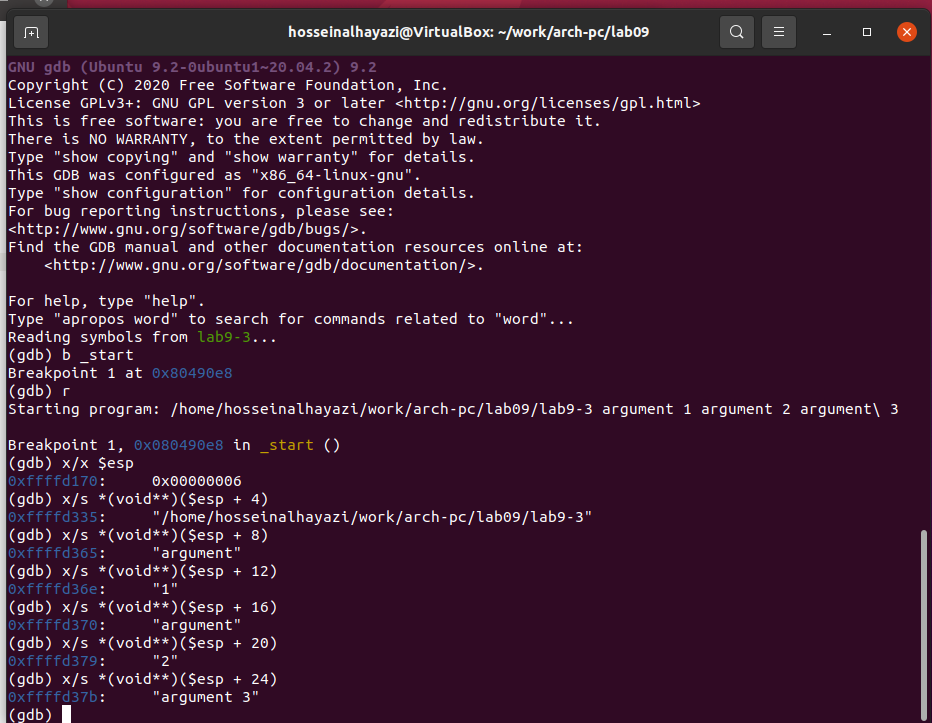 hosseinalhayazi@VirtualBox: ~/work/arch-pc/lab09
GNU gdb (Ubuntu 9.2-0ubuntu1~20.04.2) 9.2
Copyright (C) 2020 Free Software Foundation, Inc.
License GPLv3+: GNU GPL version 3 or later <http://gnu.org/licenses/gpl.html>
This is free software: you are free to change and redistribute it.
There is NO WARRANTY, to the extent permitted by law.
Type "show copying" and "show warranty" for details.
This GDB was configured as "x86_64-linux-gnu".
Type "show configuration" for configuration details.
For bug reporting instructions, please see:
<http://www.gnu.org/software/gdb/bugs/>.
Find the GDB manual and other documentation resources online at:
    <http://www.gnu.org/software/gdb/documentation/>.

For help, type "help".
Type "apropos word" to search for commands related to "word"...
Reading symbols from lab9-3...
(gdb) b _start
Breakpoint 1 at 0x80490e8
(gdb) r
Starting program: /home/hosseinalhayazi/work/arch-pc/lab09/lab9-3 argument 1 argument 2 argument\ 3

Breakpoint 1, 0x080490e8 in _start ()
(gdb) x/x $esp
0xffffd170:     0x00000006
(gdb) x/s *(void**)($esp + 4)
0xffffd335:     "/home/hosseinalhayazi/work/arch-pc/lab09/lab9-3"
(gdb) x/s *(void**)($esp + 8)
0xffffd365:     "argument"
(gdb) x/s *(void**)($esp + 12)
0xffffd36e:     "1"
(gdb) x/s *(void**)($esp + 16)
0xffffd370:     "argument"
(gdb) x/s *(void**)($esp + 20)
0xffffd379:     "2"
(gdb) x/s *(void**)($esp + 24)
0xffffd37b:     "argument 3"
(gdb)